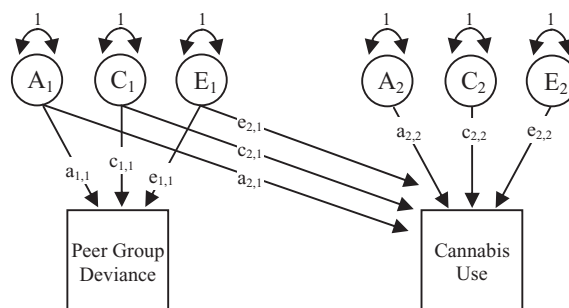 1 1 1 1 1 1
A₁ C₁ E₁ A₂ C₂ E₂
e₂,₁
a₂,₂ c₂,₂ e₂,₂
c₂,₁
a₁,₁ c₁,₁ e₁,₁ a₂,₁
Peer Group
Deviance
Cannabis
Use